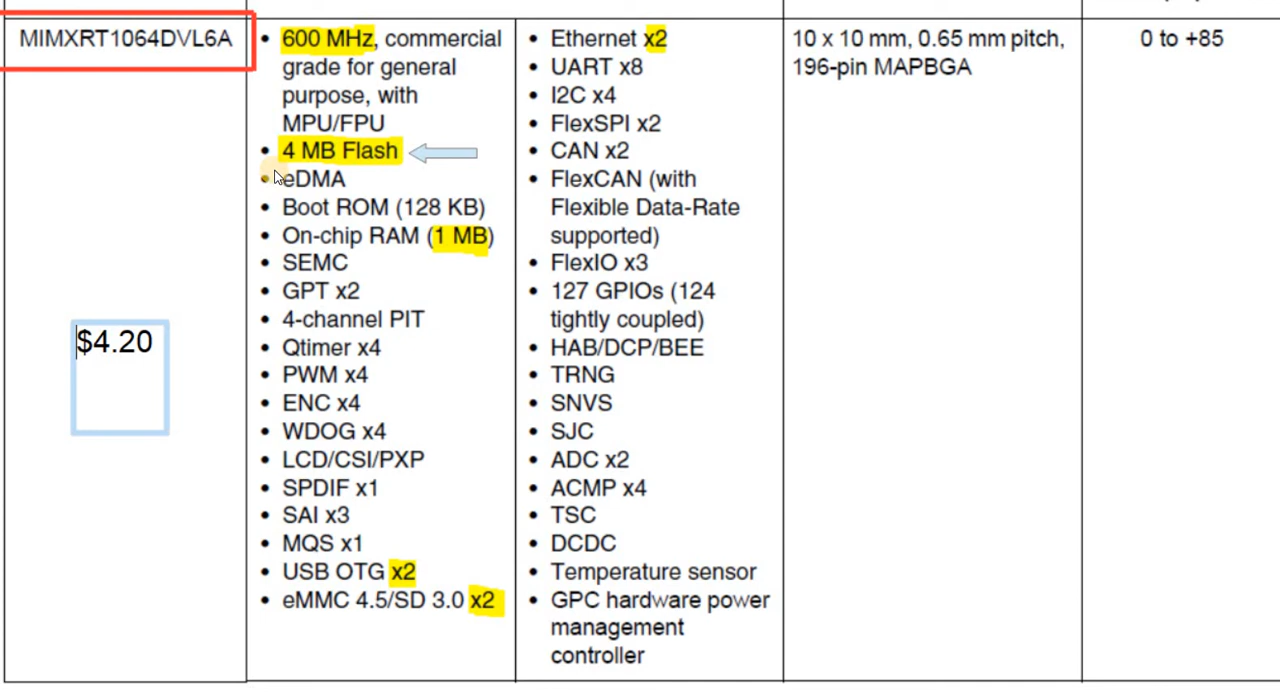 MIMXRT1064DVL6A
$4.20
• 600 MHz, commercial
grade for general
purpose, with
MPU/FPU
• 4 MB Flash
• eDMA
• Boot ROM (128 KB)
• On-chip RAM (1 MB)
• SEMC
• GPT x2
• 4-channel PIT
• Qtimer x4
• PWM x4
• ENC x4
• WDOG x4
• LCD/CSI/PXP
• SPDIF x1
• SAI x3
• MQS x1
• USB OTG x2
• eMMC 4.5/SD 3.0 x2
• Ethernet x2
• UART x8
• I2C x4
• FlexSPI x2
• CAN x2
• FlexCAN (with
Flexible Data-Rate
supported)
• FlexIO x3
• 127 GPIOs (124
tightly coupled)
• HAB/DCP/BEE
• TRNG
• SNVS
• SJC
• ADC x2
• ACMP x4
• TSC
• DCDC
• Temperature sensor
• GPC hardware power
management
controller
10 x 10 mm, 0.65 mm pitch,
196-pin MAPBGA
0 to +85